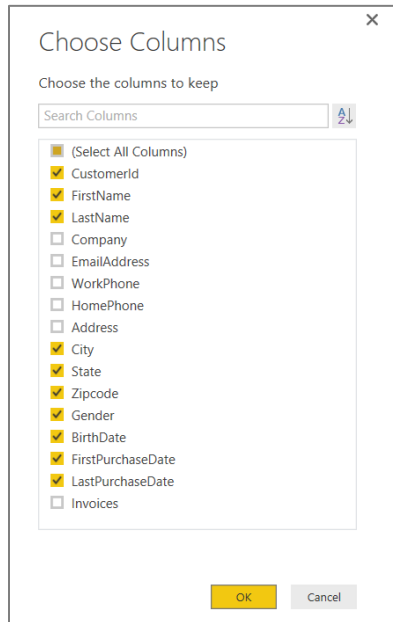 Choose Columns
Choose the columns to keep
Search Columns
(Select All Columns)
CustomerId
FirstName
LastName
Company
EmailAddress
WorkPhone
HomePhone
Address
City
State
Zipcode
Gender
BirthDate
FirstPurchaseDate
LastPurchaseDate
Invoices
OK Cancel